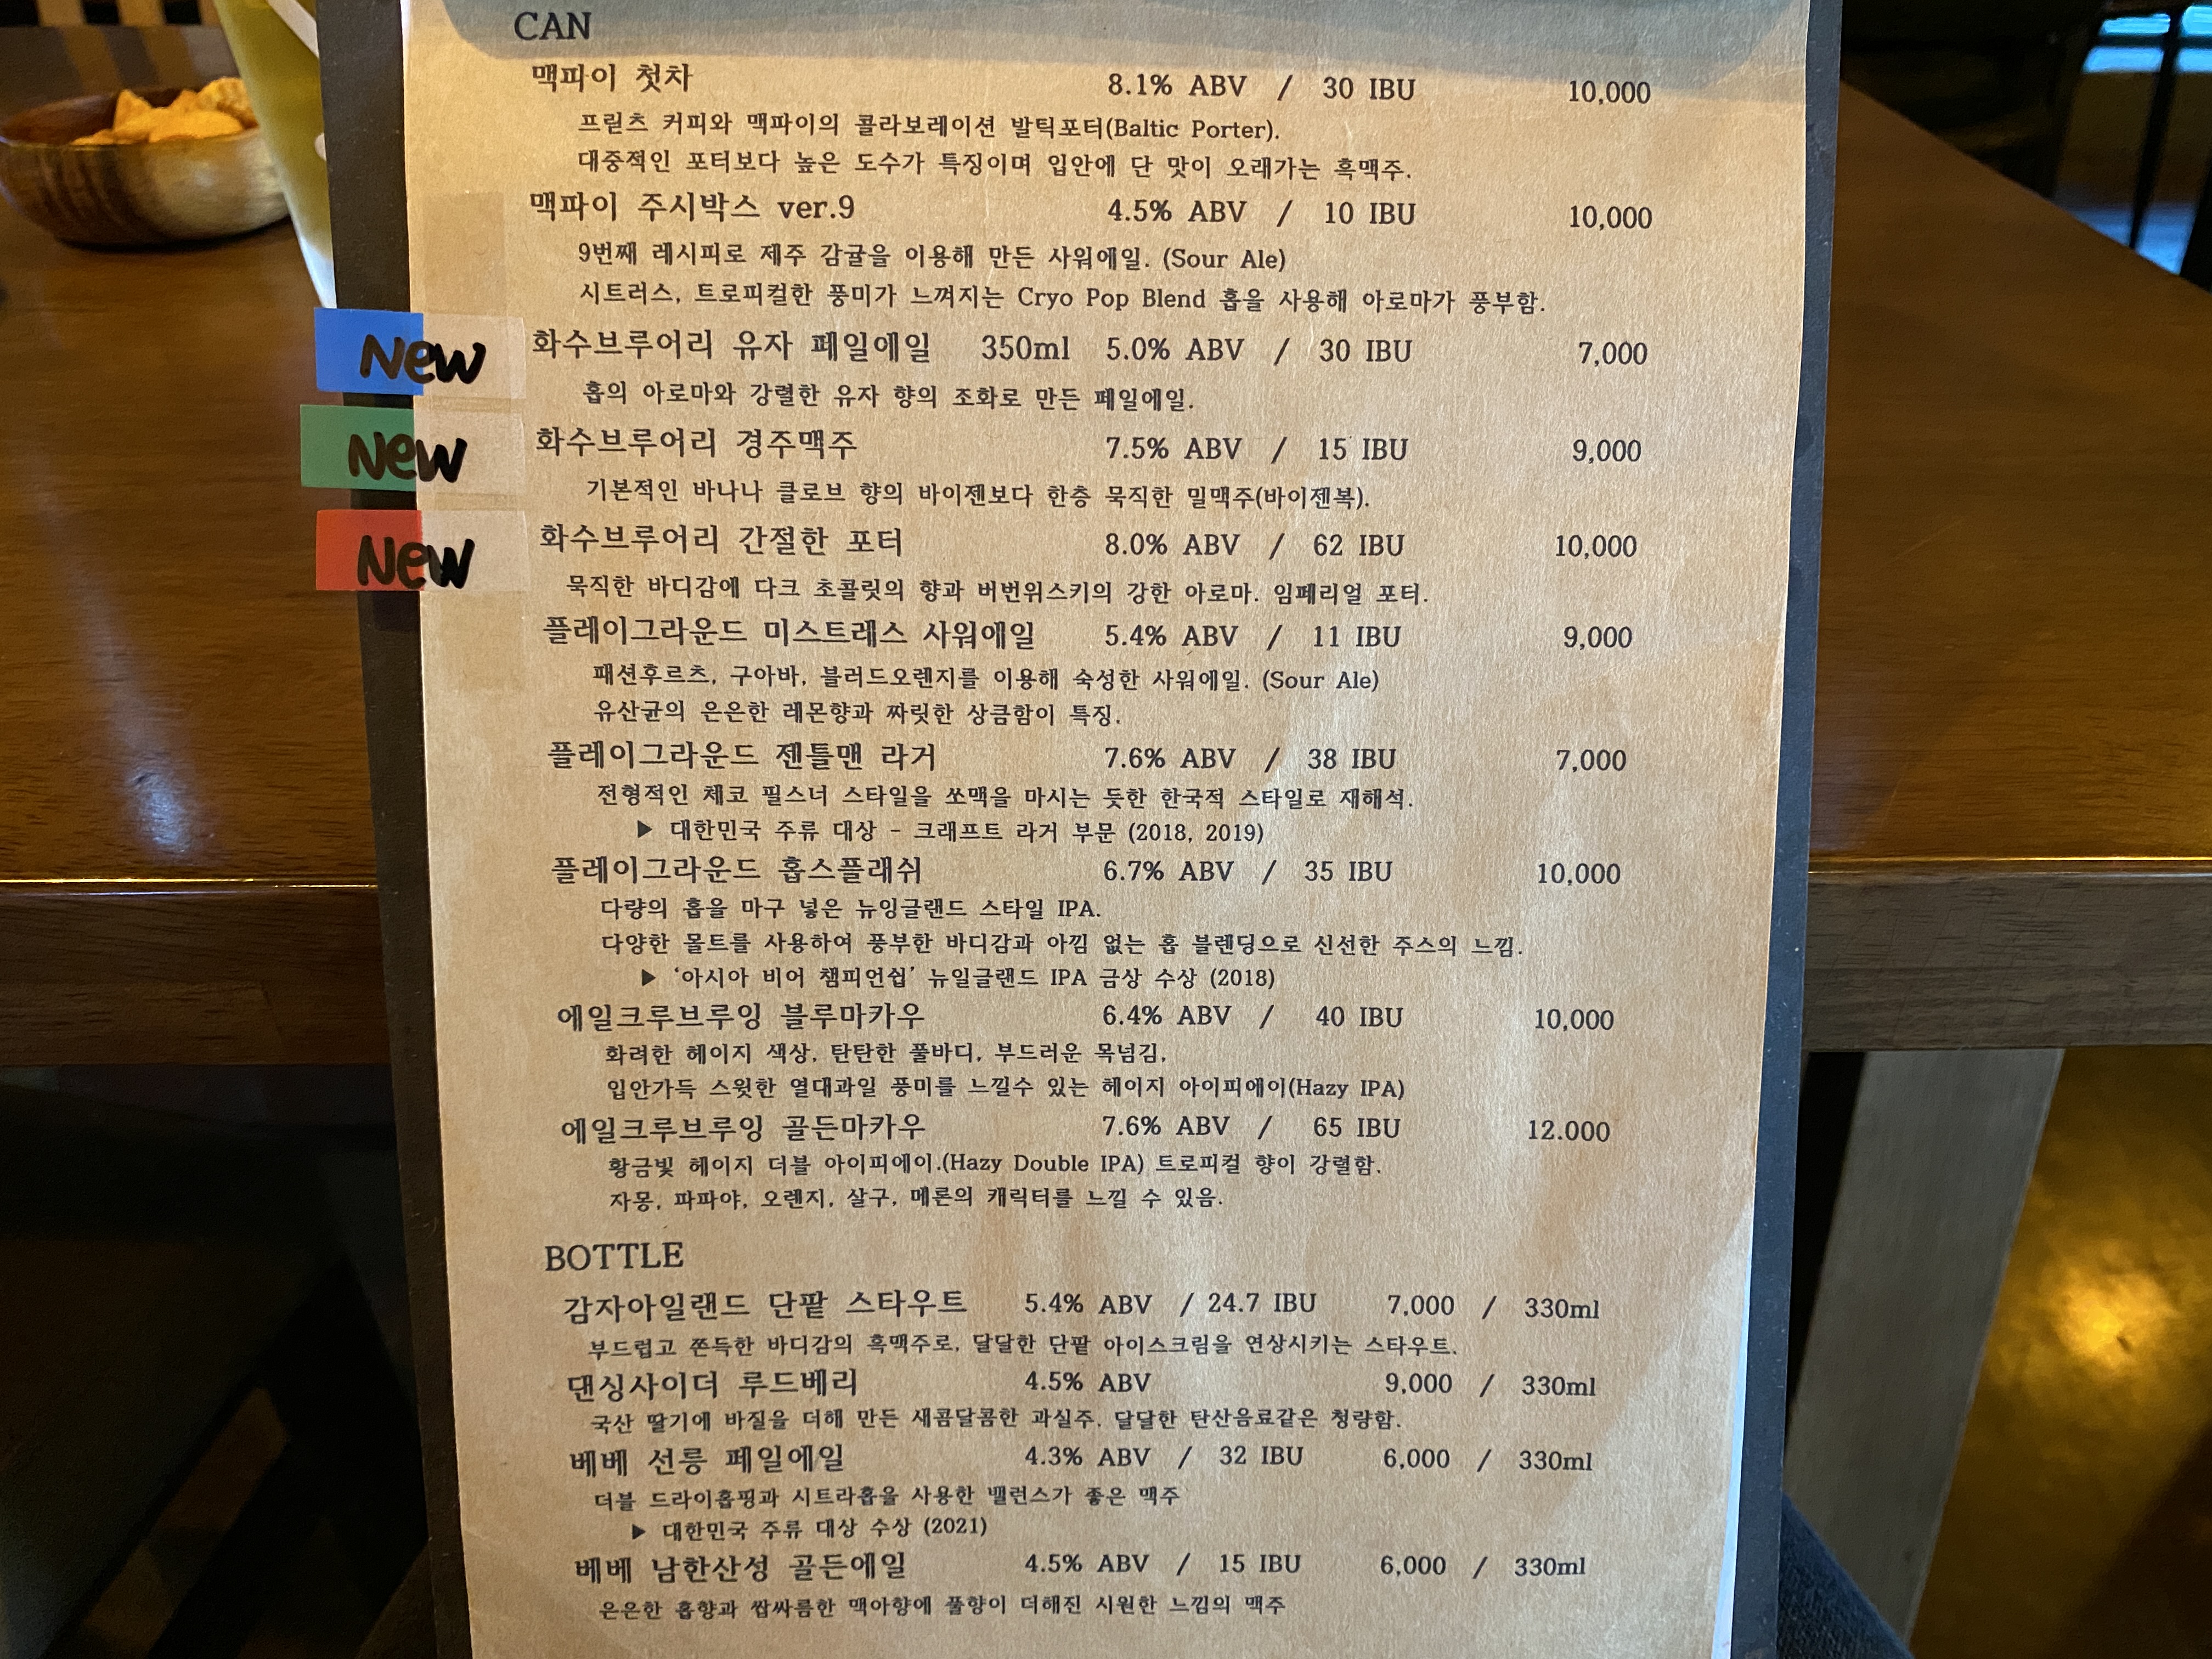 CAN
맥파이 첫차 8.1% ABV / 30 IBU 10,000
프릳츠 커피와 맥파이의 콜라보레이션 발틱포터(Baltic Porter).
대중적인 포터보다 높은 도수가 특징이며 입안에 단 맛이 오래가는 흑맥주.
맥파이 주시박스 ver.9 4.5% ABV / 10 IBU 10,000
9번째 레시피로 제주 감귤을 이용해 만든 사워에일. (Sour Ale)
시트러스, 트로피컬한 풍미가 느껴지는 Cryo Pop Blend 홉을 사용해 아로마가 풍부함.
New 화수브루어리 유자 페일에일 350ml 5.0% ABV / 30 IBU 7,000
홉의 아로마와 강렬한 유자 향의 조화로 만든 페일에일.
New 화수브루어리 경주맥주 7.5% ABV / 15 IBU 9,000
기본적인 바나나 클로브 향의 바이젠보다 한층 묵직한 밀맥주(바이젠복).
New 화수브루어리 간절한 포터 8.0% ABV / 62 IBU 10,000
묵직한 바디감에 다크 초콜릿의 향과 버번위스키의 강한 아로마. 임페리얼 포터.
플레이그라운드 미스트레스 사워에일 5.4% ABV / 11 IBU 9,000
패션후르츠, 구아바, 블러드오렌지를 이용해 숙성한 사워에일. (Sour Ale)
유산균의 은은한 레몬향과 짜릿한 상큼함이 특징.
플레이그라운드 젠틀맨 라거 7.6% ABV / 38 IBU 7,000
전형적인 체코 필스너 스타일을 쏘맥을 마시는 듯한 한국적 스타일로 재해석.
▶ 대한민국 주류 대상 - 크래프트 라거 부문 (2018, 2019)
플레이그라운드 홉스플래쉬 6.7% ABV / 35 IBU 10,000
다량의 홉을 마구 넣은 뉴잉글랜드 스타일 IPA.
다양한 몰트를 사용하여 풍부한 바디감과 아낌 없는 홉 블렌딩으로 신선한 주스의 느낌.
▶ ‘아시아 비어 챔피언쉽’ 뉴일글랜드 IPA 금상 수상 (2018)
에일크루브루잉 블루마카우 6.4% ABV / 40 IBU 10,000
화려한 헤이지 색상, 탄탄한 풀바디, 부드러운 목넘김,
입안가득 스윗한 열대과일 풍미를 느낄수 있는 헤이지 아이피에이(Hazy IPA)
에일크루브루잉 골든마카우 7.6% ABV / 65 IBU 12.000
황금빛 헤이지 더블 아이피에이.(Hazy Double IPA) 트로피컬 향이 강렬함.
자몽, 파파야, 오렌지, 살구, 메론의 캐릭터를 느낄 수 있음.
BOTTLE
감자아일랜드 단팥 스타우트 5.4% ABV / 24.7 IBU 7,000 / 330ml
부드럽고 쫀득한 바디감의 흑맥주로, 달달한 단팥 아이스크림을 연상시키는 스타우트.
댄싱사이더 루드베리 4.5% ABV 9,000 / 330ml
국산 딸기에 바질을 더해 만든 새콤달콤한 과실주. 달달한 탄산음료같은 청량함.
베베 선릉 페일에일 4.3% ABV / 32 IBU 6,000 / 330ml
더블 드라이홉핑과 시트라홉을 사용한 밸런스가 좋은 맥주
▶ 대한민국 주류 대상 수상 (2021)
베베 남한산성 골든에일 4.5% ABV / 15 IBU 6,000 / 330ml
은은한 홉향과 쌉싸름한 맥아향에 풀향이 더해진 시원한 느낌의 맥주